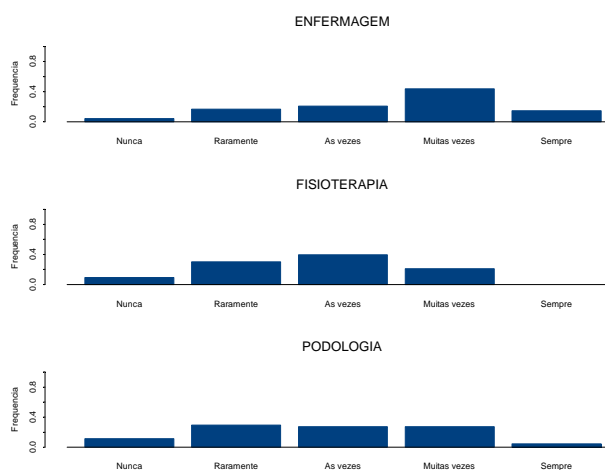 ENFERMAGEM
Frequencia
0.0 0.4 0.8
Nunca Raramente As vezes Muitas vezes Sempre
FISIOTERAPIA
Frequencia
0.0 0.4 0.8
Nunca Raramente As vezes Muitas vezes Sempre
PODOLOGIA
Frequencia
0.0 0.4 0.8
Nunca Raramente As vezes Muitas vezes Sempre